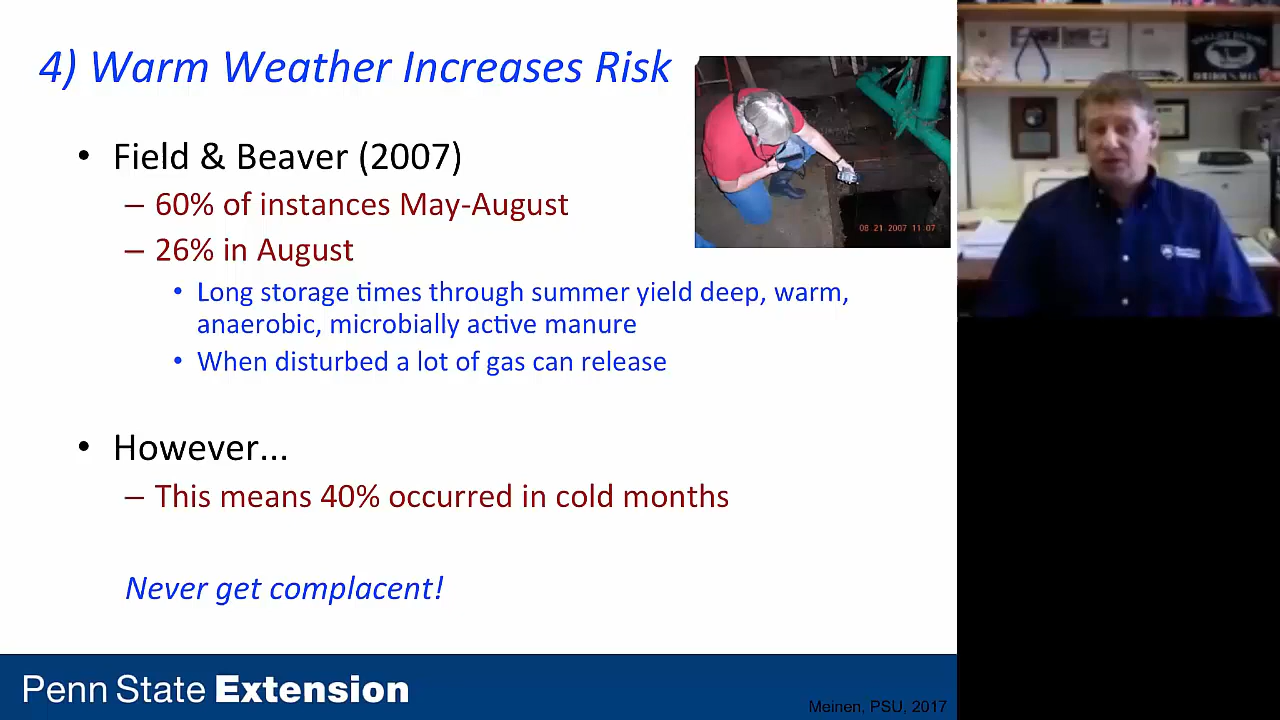 4) Warm Weather Increases Risk
• Field & Beaver (2007)
– 60% of instances May-August
– 26% in August
• Long storage times through summer yield deep, warm,
anaerobic, microbially active manure
• When disturbed a lot of gas can release
• However...
– This means 40% occurred in cold months
Never get complacent!
08.21.2007 11:07
Penn State Extension
Meinen, PSU, 2017